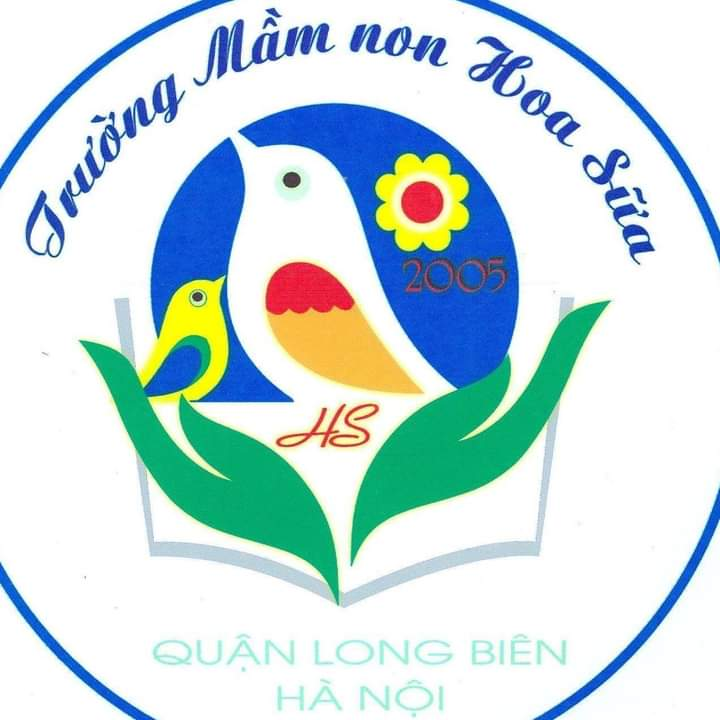 Trường Mầm non Hoa Sữa
2005
HS
QUẬN LONG BIÊN
HÀ NỘI